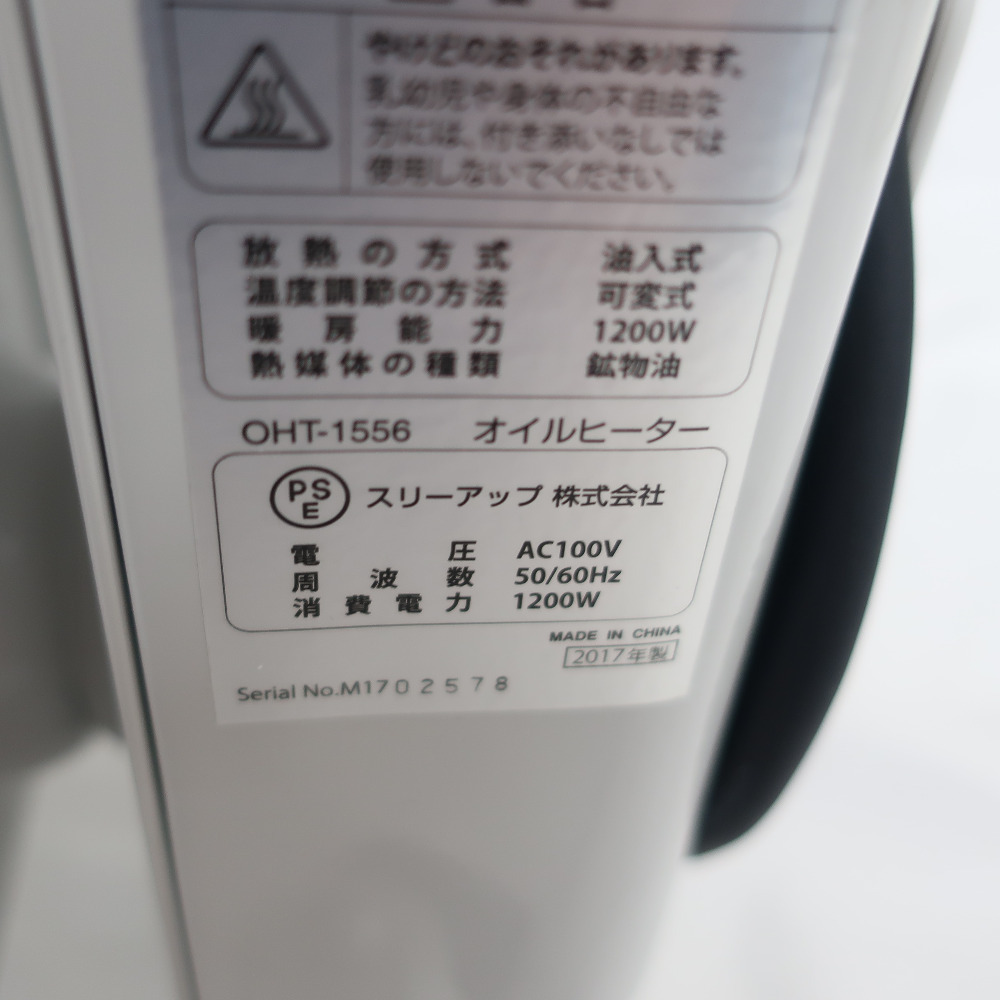 やけどのおそれがあります。
乳幼児や身体の不自由な
方には、付き添いなしでは
使用しないでください。
放熱の方式 油入式
温度調節の方法 可変式
暖房能力 1200W
熱媒体の種類 鉱物油
OHT-1556 オイルヒーター
PSE スリーアップ 株式会社
電圧 AC100V
周波数 50/60Hz
消費電力 1200W
MADE IN CHINA
2017年製
Serial No.M1702578